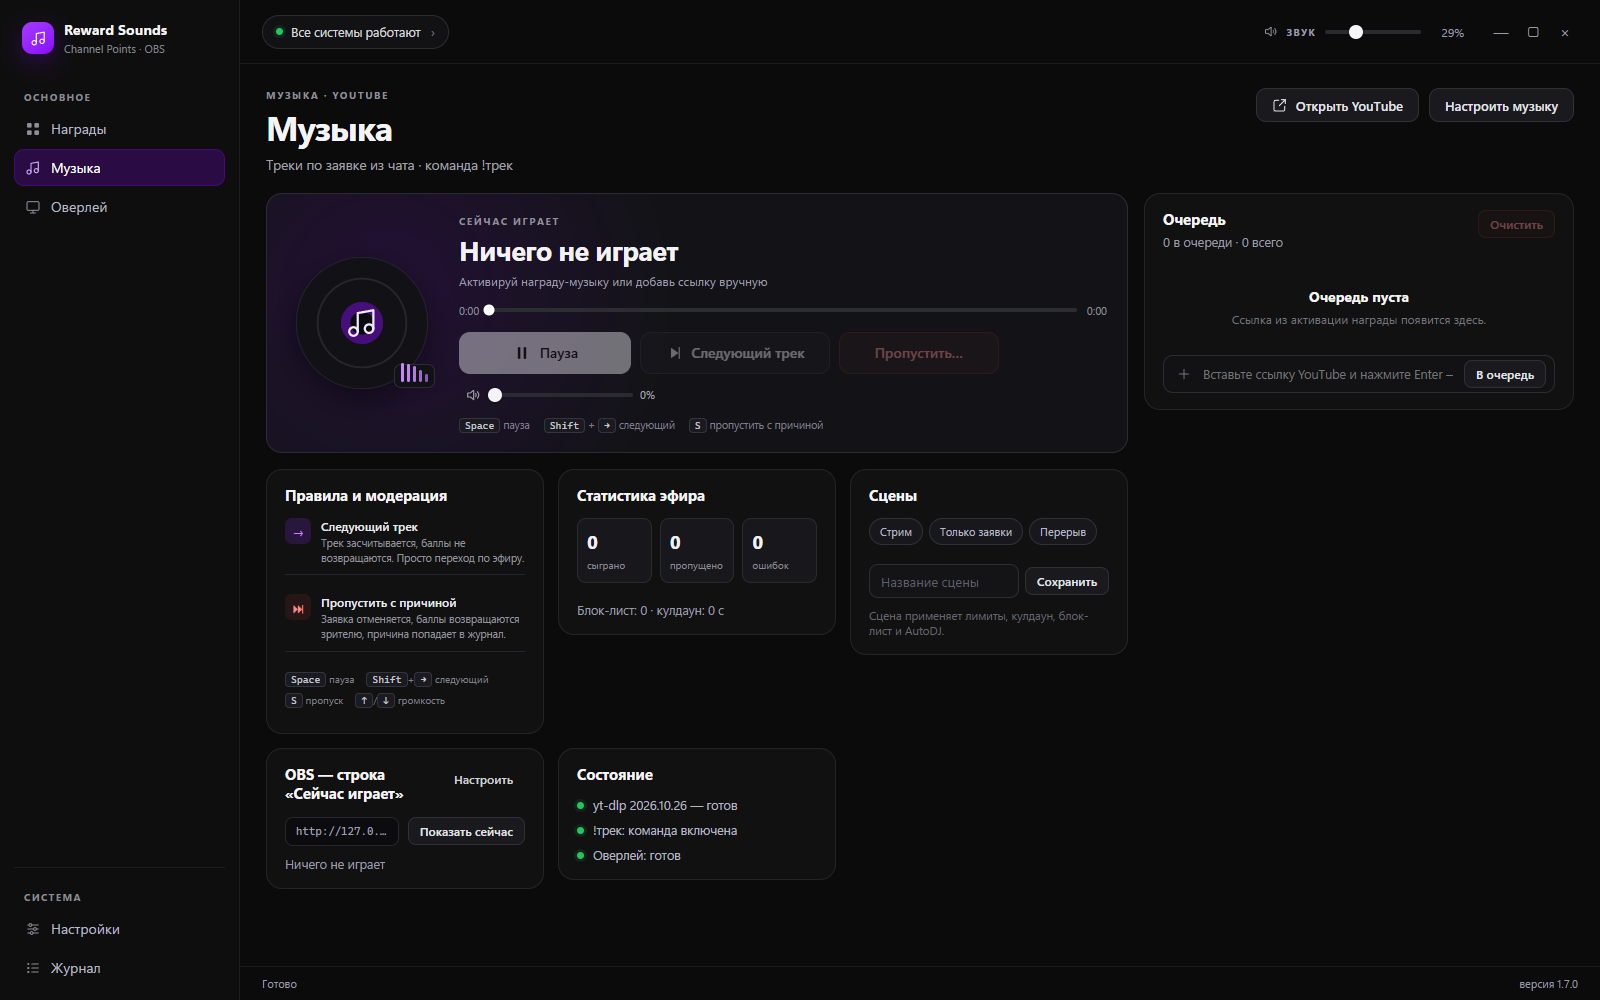 Reward Sounds
Channel Points · OBS
ОСНОВНОЕ
Награды
Музыка
Оверлей
СИСТЕМА
Настройки
Журнал
Все системы работают ›
ЗВУК
29%
МУЗЫКА · YOUTUBE
Музыка
Треки по заявке из чата · команда !трек
Открыть YouTube
Настроить музыку
СЕЙЧАС ИГРАЕТ
Ничего не играет
Активируй награду-музыку или добавь ссылку вручную
0:00
0:00
Пауза
Следующий трек
Пропустить…
0%
Space пауза Shift + → следующий S пропустить с причиной
Очередь
Очистить
0 в очереди · 0 всего
Очередь пуста
Ссылка из активации награды появится здесь.
Вставьте ссылку YouTube и нажмите Enter —
В очередь
Правила и модерация
→
Следующий трек
Трек засчитывается, баллы не
возвращаются. Просто переход по эфиру.
Пропустить с причиной
Заявка отменяется, баллы возвращаются
зрителю, причина попадает в журнал.
Space пауза Shift+→ следующий
S пропуск ↑/↓ громкость
Статистика эфира
0
сыграно
0
пропущено
0
ошибок
Блок-лист: 0 · кулдаун: 0 с
Сцены
Стрим
Только заявки
Перерыв
Название сцены
Сохранить
Сцена применяет лимиты, кулдаун, блок-
лист и AutoDJ.
OBS — строка
«Сейчас играет»
Настроить
http://127.0.…
Показать сейчас
Ничего не играет
Состояние
yt-dlp 2026.10.26 — готов
!трек: команда включена
Оверлей: готов
Готово
версия 1.7.0